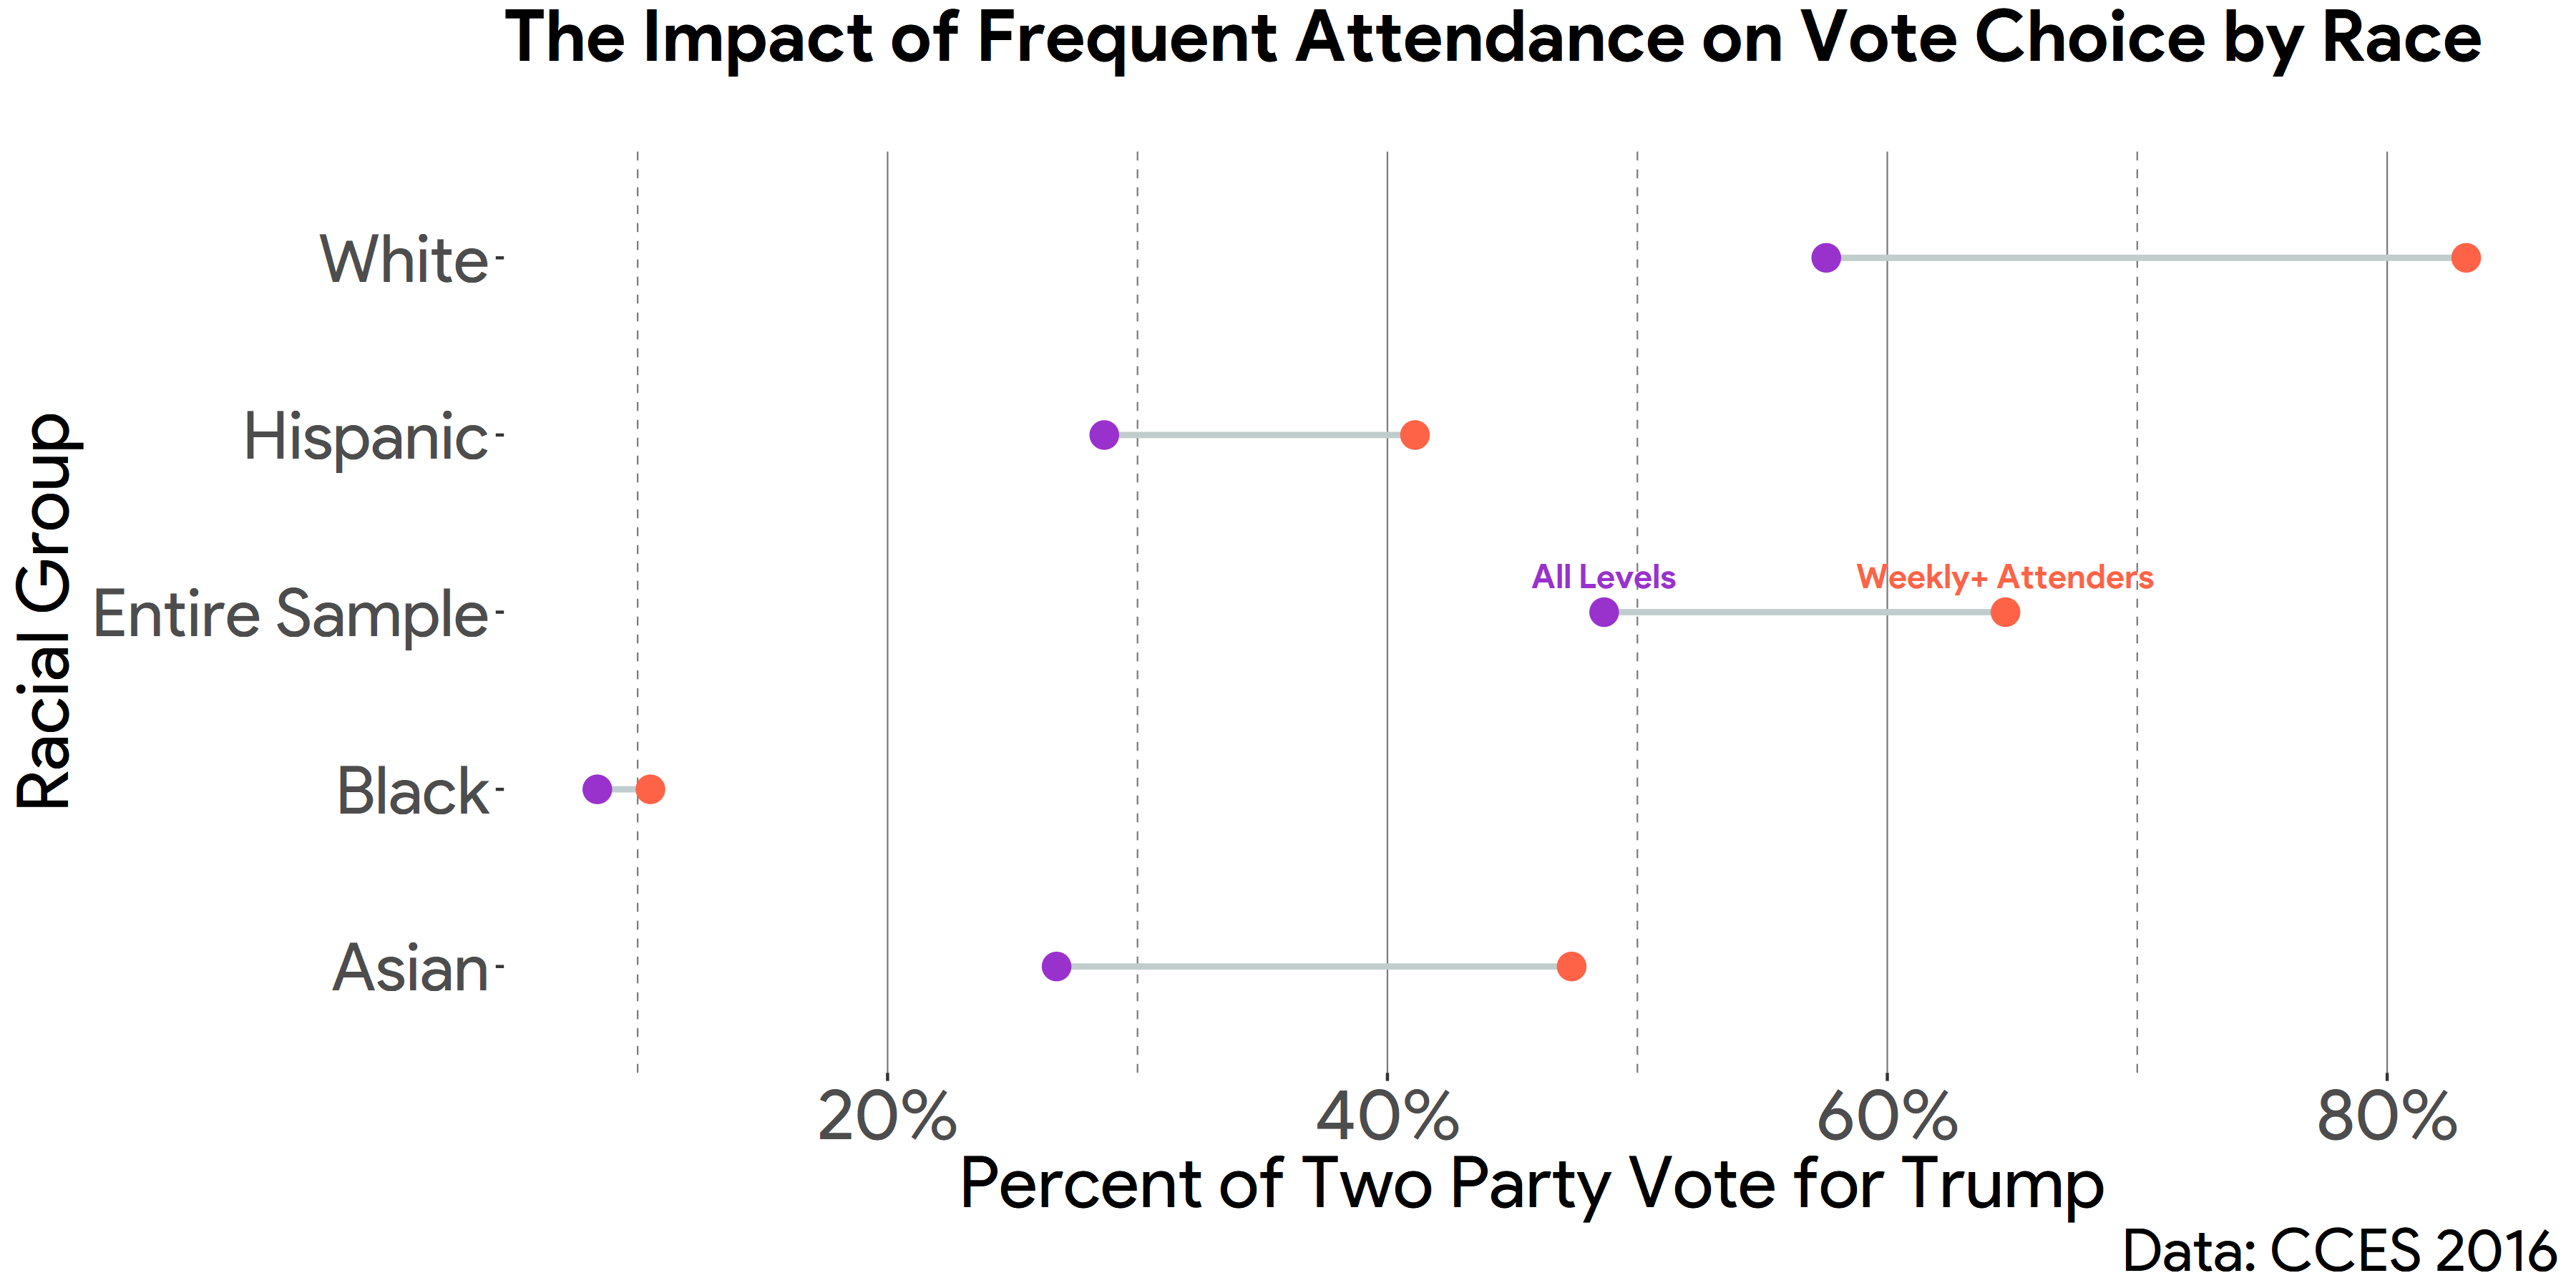 The Impact of Frequent Attendance on Vote Choice by Race
Racial Group
White
Hispanic
Entire Sample
Black
Asian
All Levels
Weekly+ Attenders
20%
40%
60%
80%
Percent of Two Party Vote for Trump
Data: CCES 2016